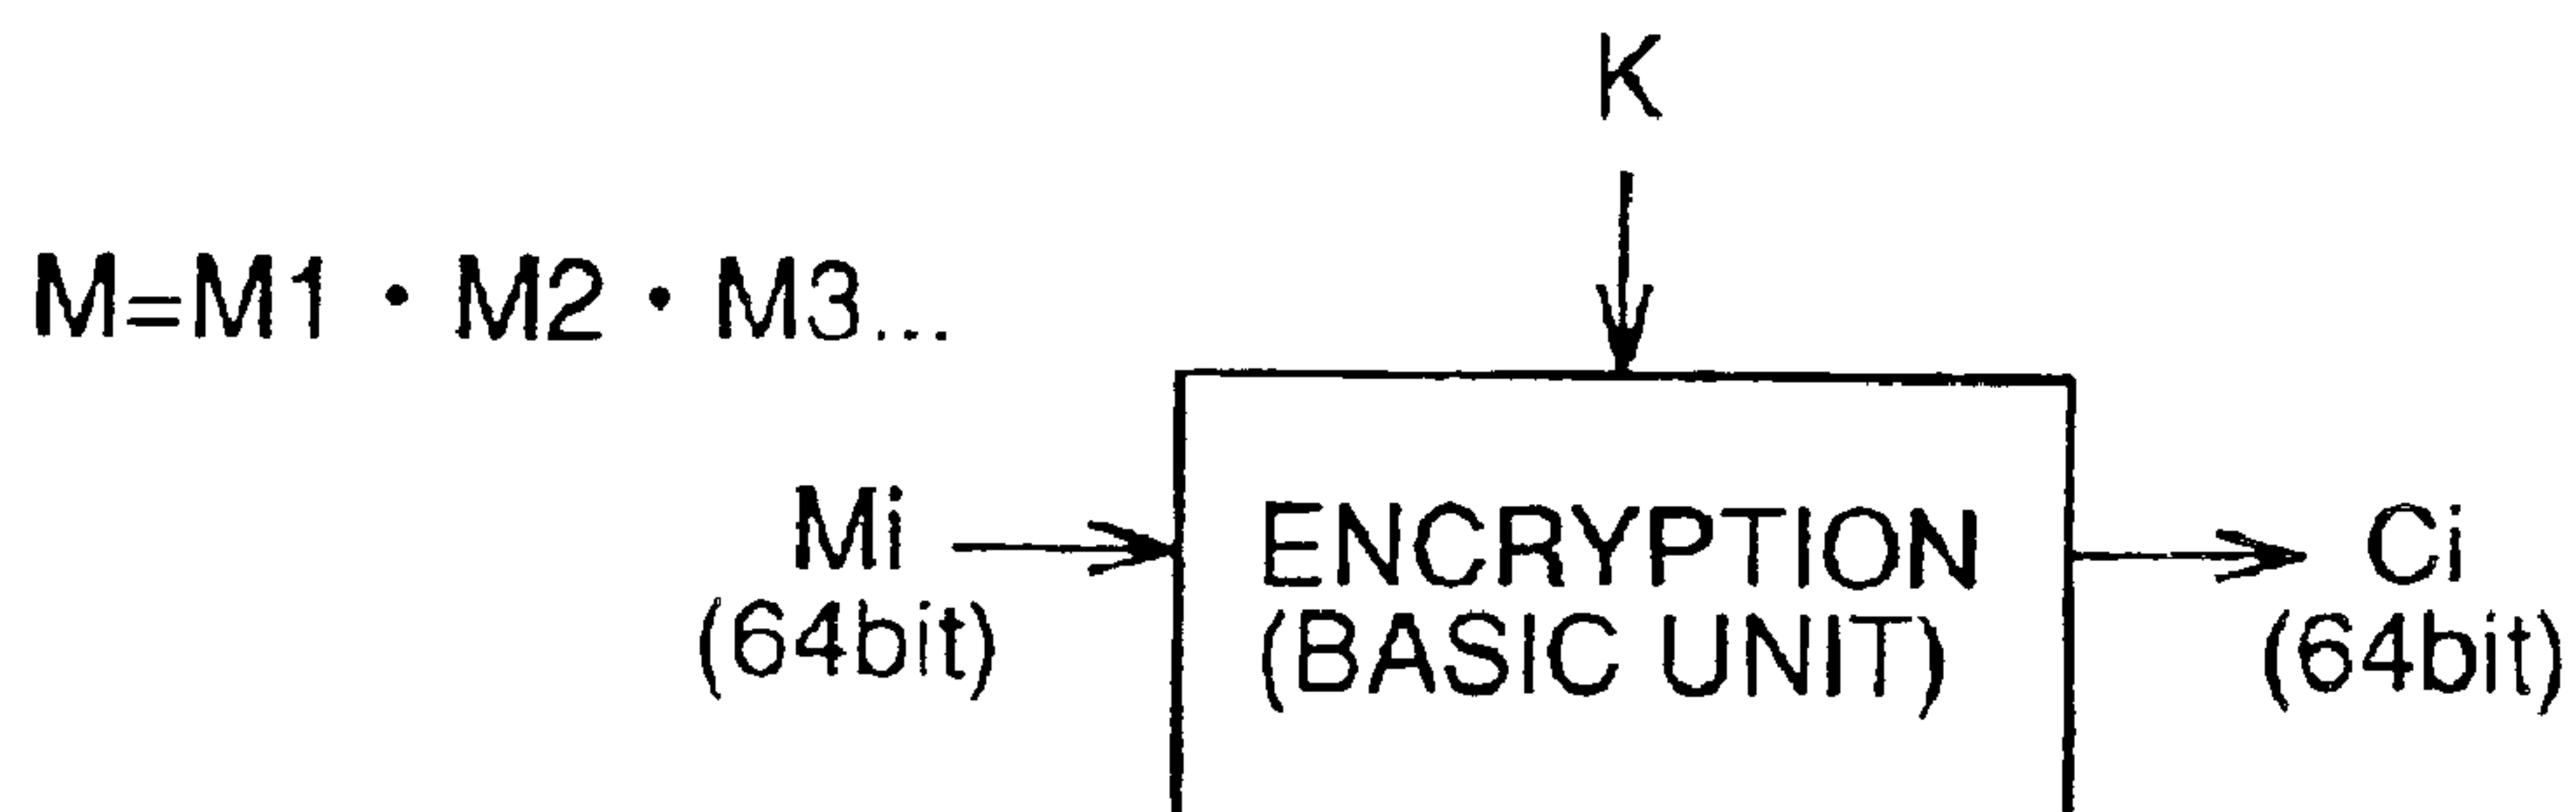 K
M=M1 · M2 · M3...
Mi
(64bit)
ENCRYPTION
(BASIC UNIT)
Ci
(64bit)